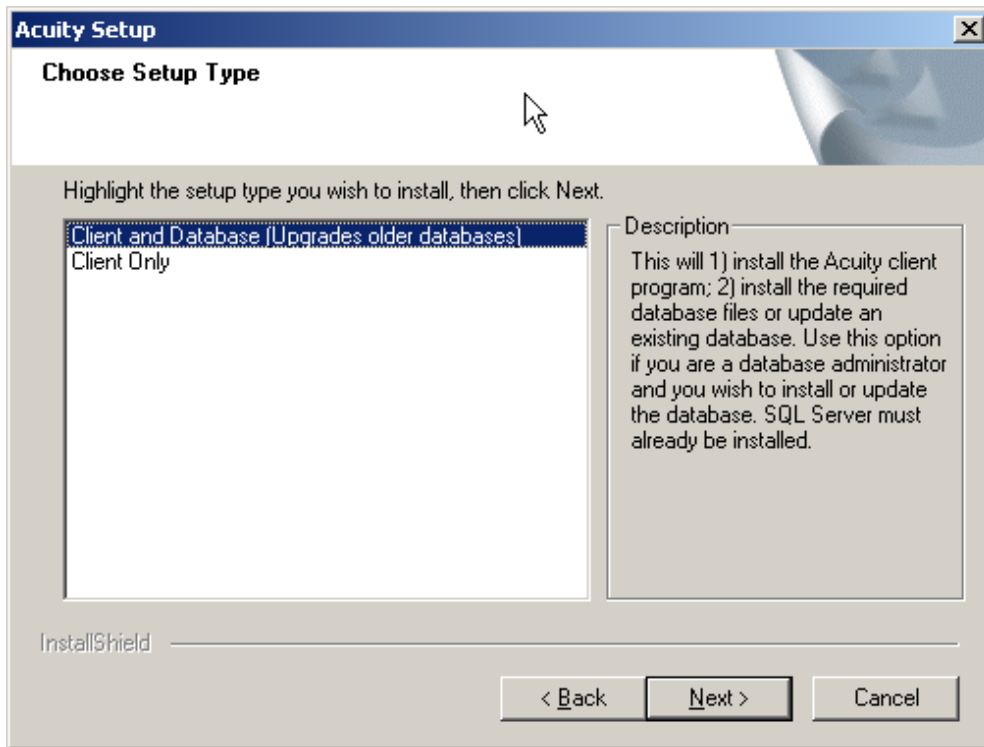 Acuity Setup
Choose Setup Type
Highlight the setup type you wish to install, then click Next.
Client and Database (Upgrades older databases)
Client Only
Description
This will 1) install the Acuity client
program; 2) install the required
database files or update an
existing database. Use this option
if you are a database administrator
and you wish to install or update
the database. SQL Server must
already be installed.
InstallShield
< Back
Next >
Cancel